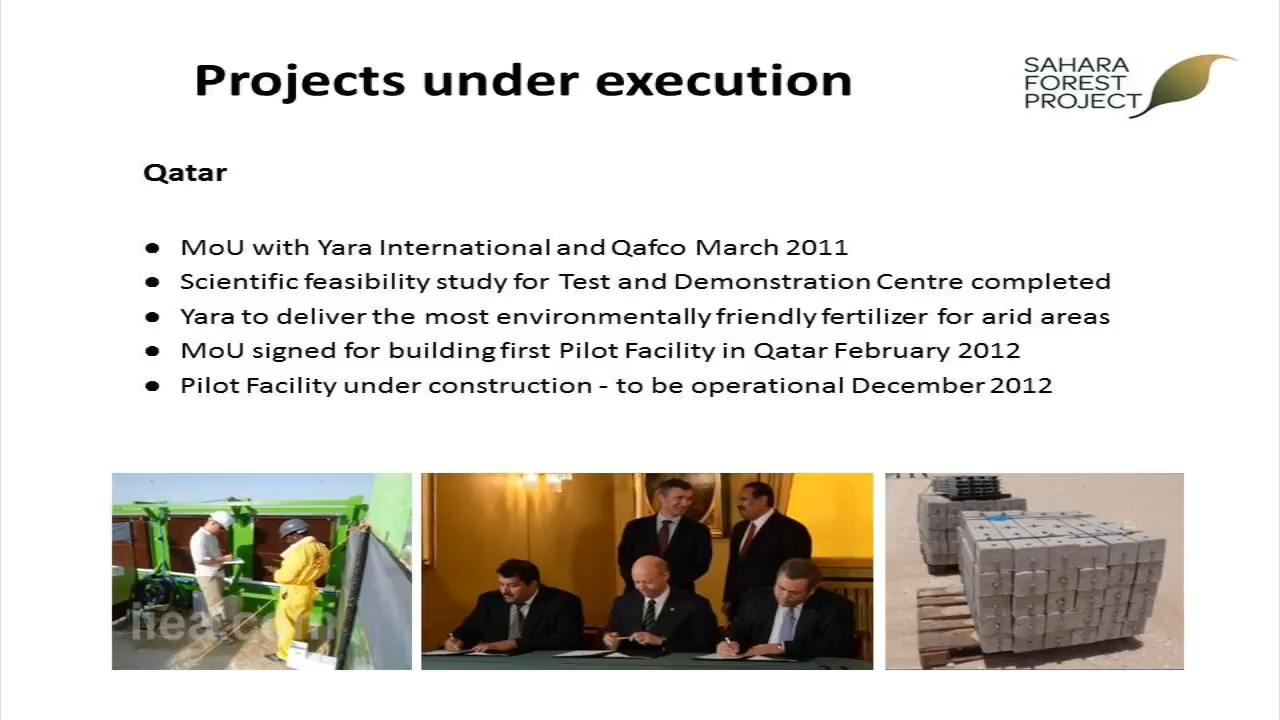 Projects under execution
SAHARA
FOREST
PROJECT
Qatar
● MoU with Yara International and Qafco March 2011
● Scientific feasibility study for Test and Demonstration Centre completed
● Yara to deliver the most environmentally friendly fertilizer for arid areas
● MoU signed for building first Pilot Facility in Qatar February 2012
● Pilot Facility under construction - to be operational December 2012
iiea.com